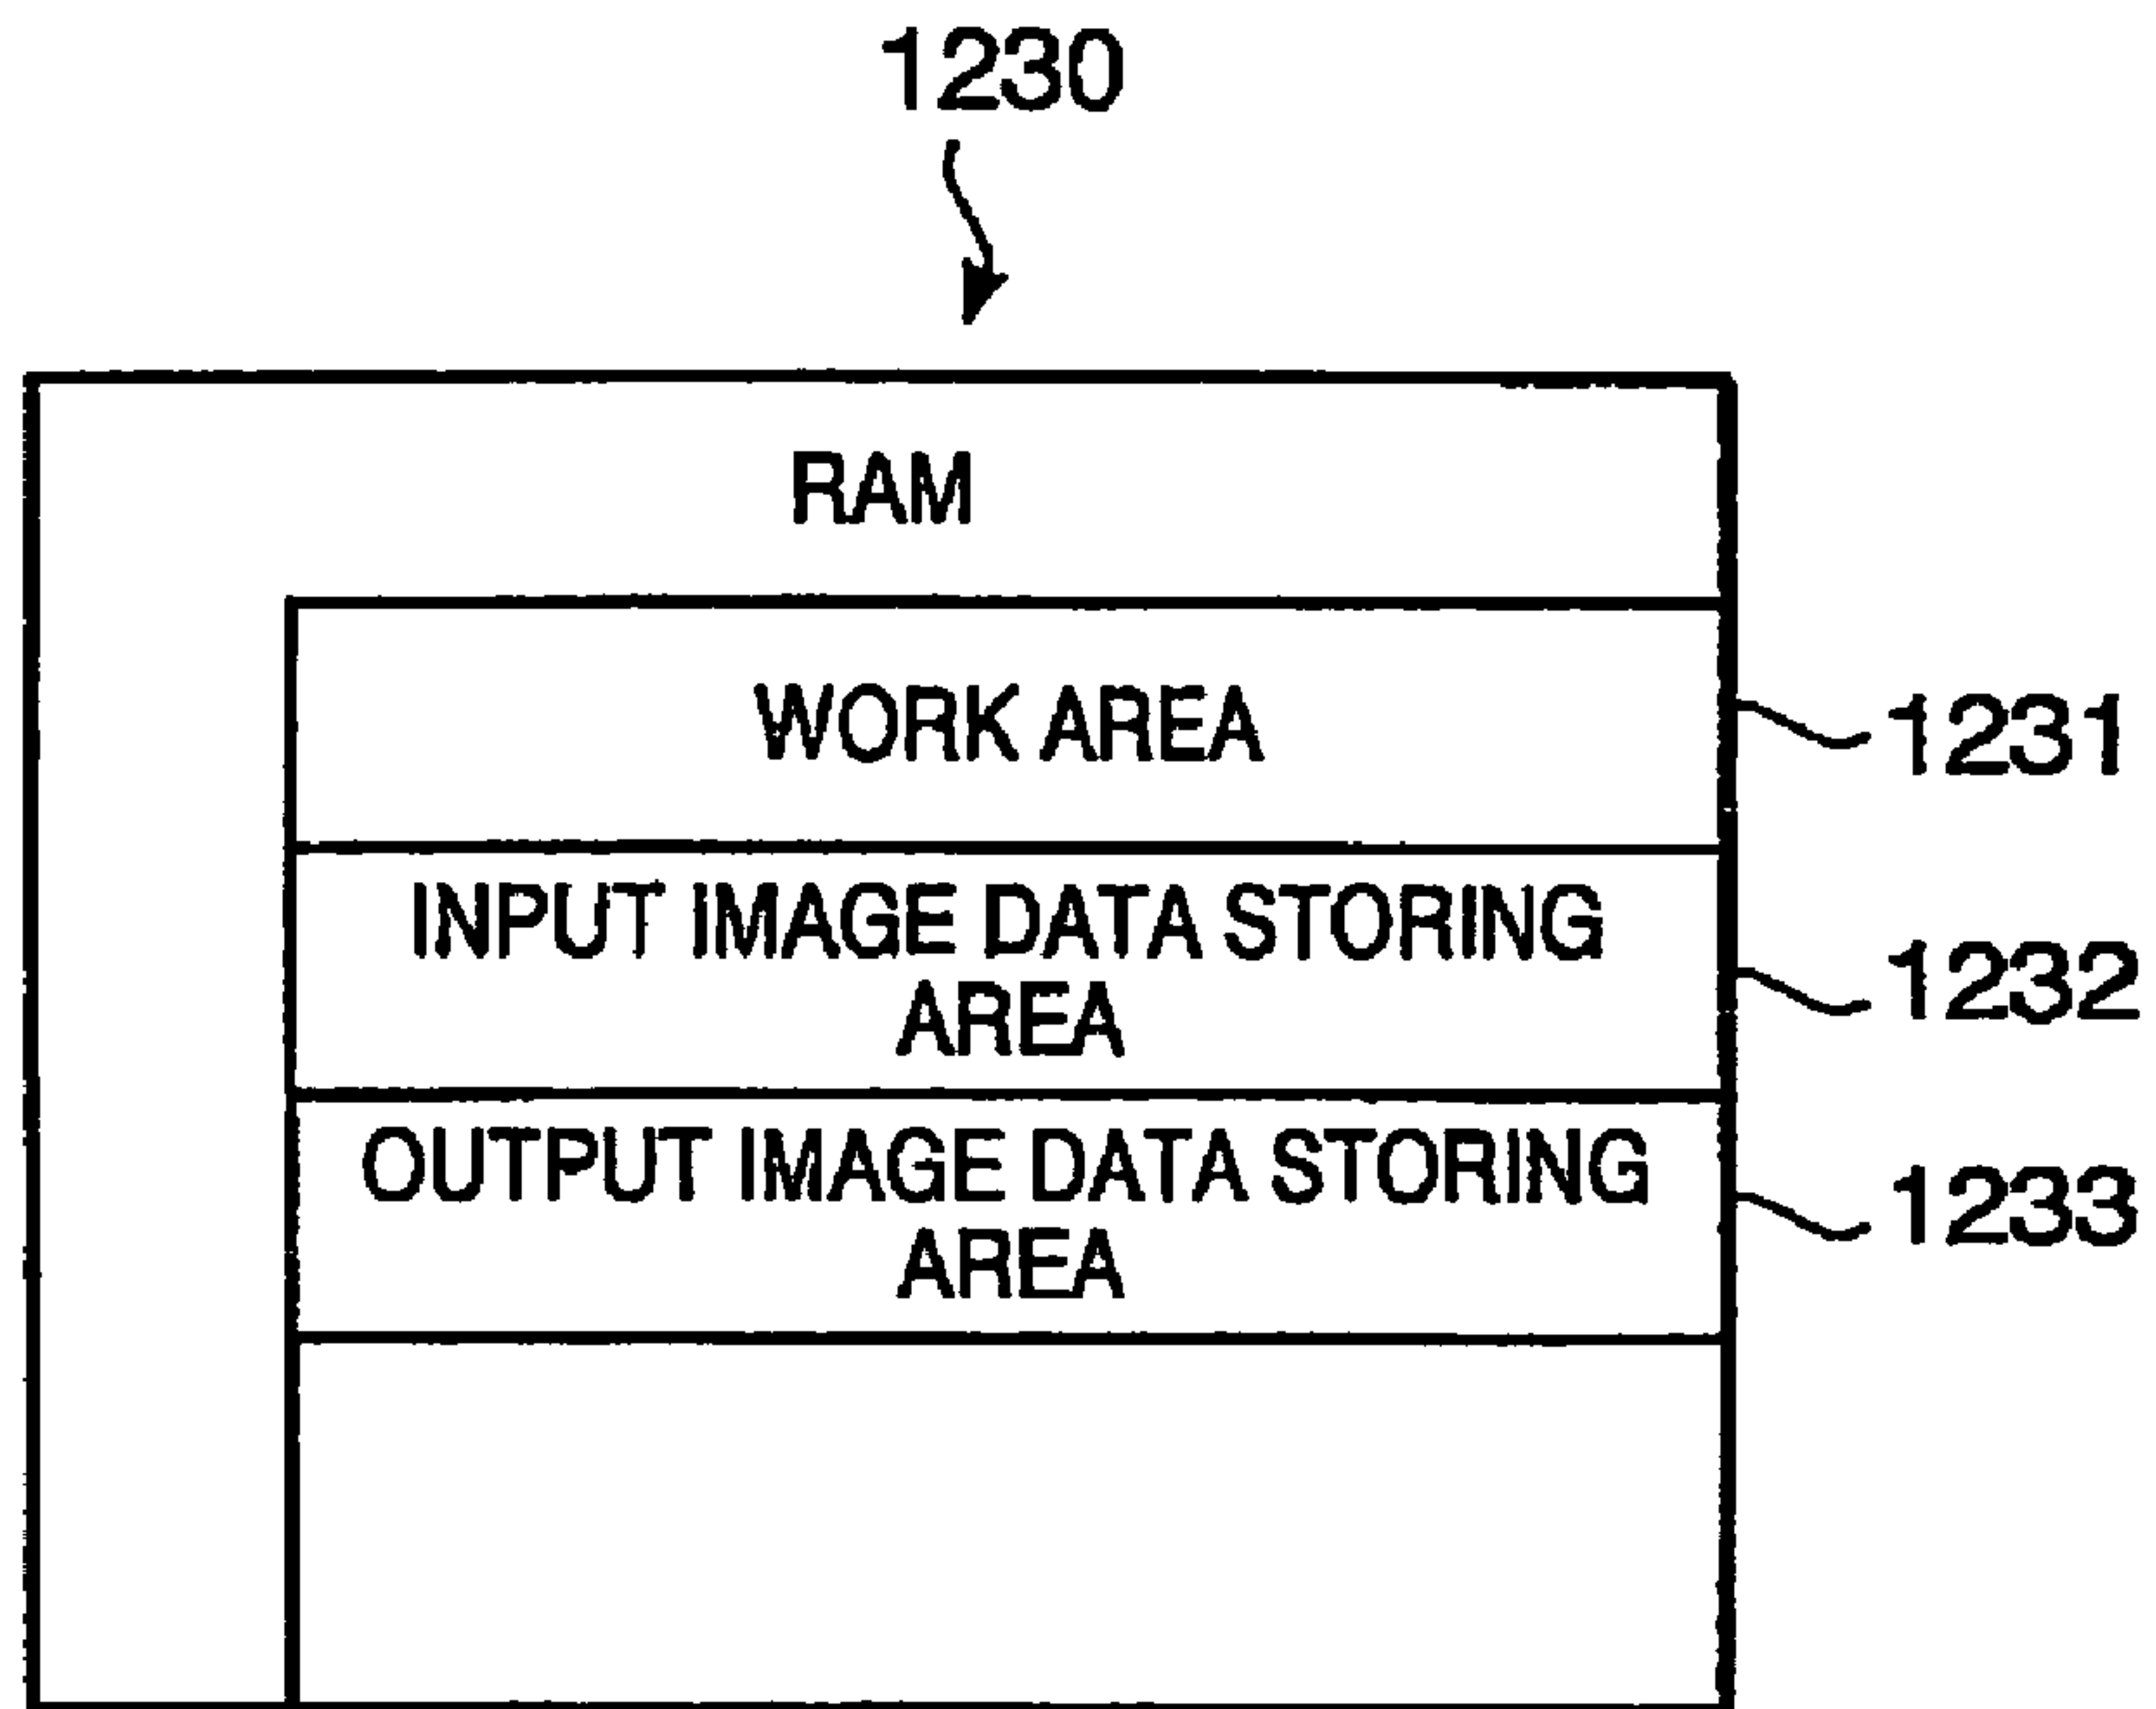 1230
RAM
WORK AREA
1231
INPUT IMAGE DATA STORING
AREA
1232
OUTPUT IMAGE DATA STORING
AREA
1233